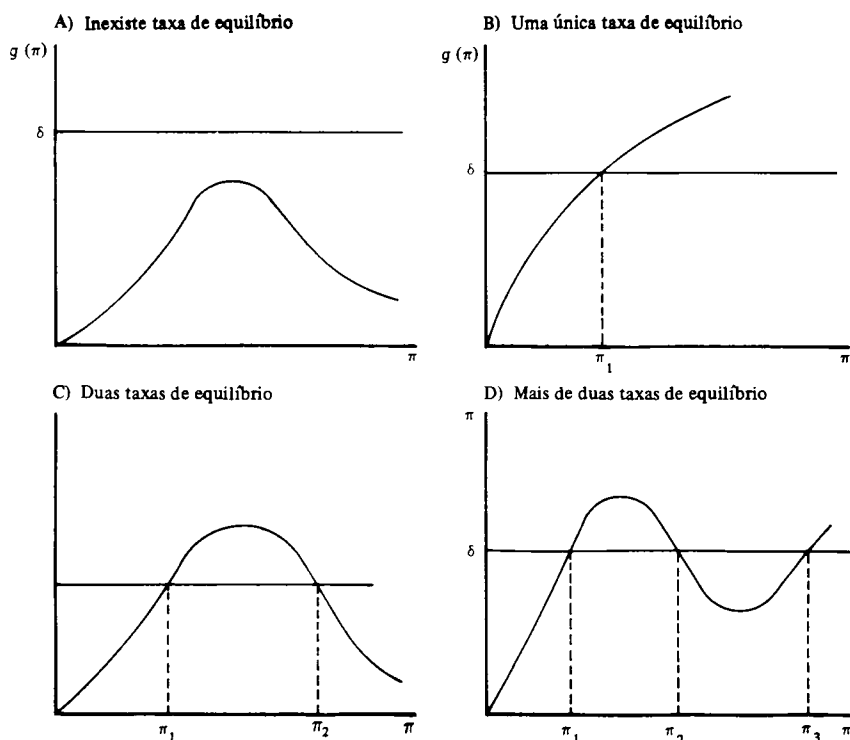 A) Inexiste taxa de equilíbrio
g (π)
δ
π
B) Uma única taxa de equilíbrio
g (π)
δ
π1
π
C) Duas taxas de equilíbrio
π1
π2
π
D) Mais de duas taxas de equilíbrio
π
δ
π1
π2
π3
π